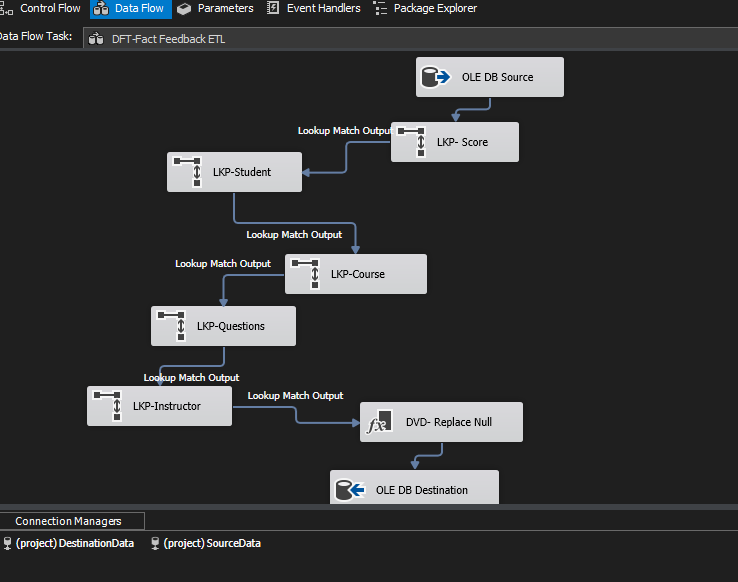 Control Flow Data Flow Parameters Event Handlers Package Explorer
Data Flow Task: DFT-Fact Feedback ETL
OLE DB Source
Lookup Match Output
LKP- Score
LKP-Student
Lookup Match Output
Lookup Match Output
LKP-Course
LKP-Questions
Lookup Match Output
Lookup Match Output
LKP-Instructor
DVD- Replace Null
OLE DB Destination
Connection Managers
(project) DestinationData (project) SourceData